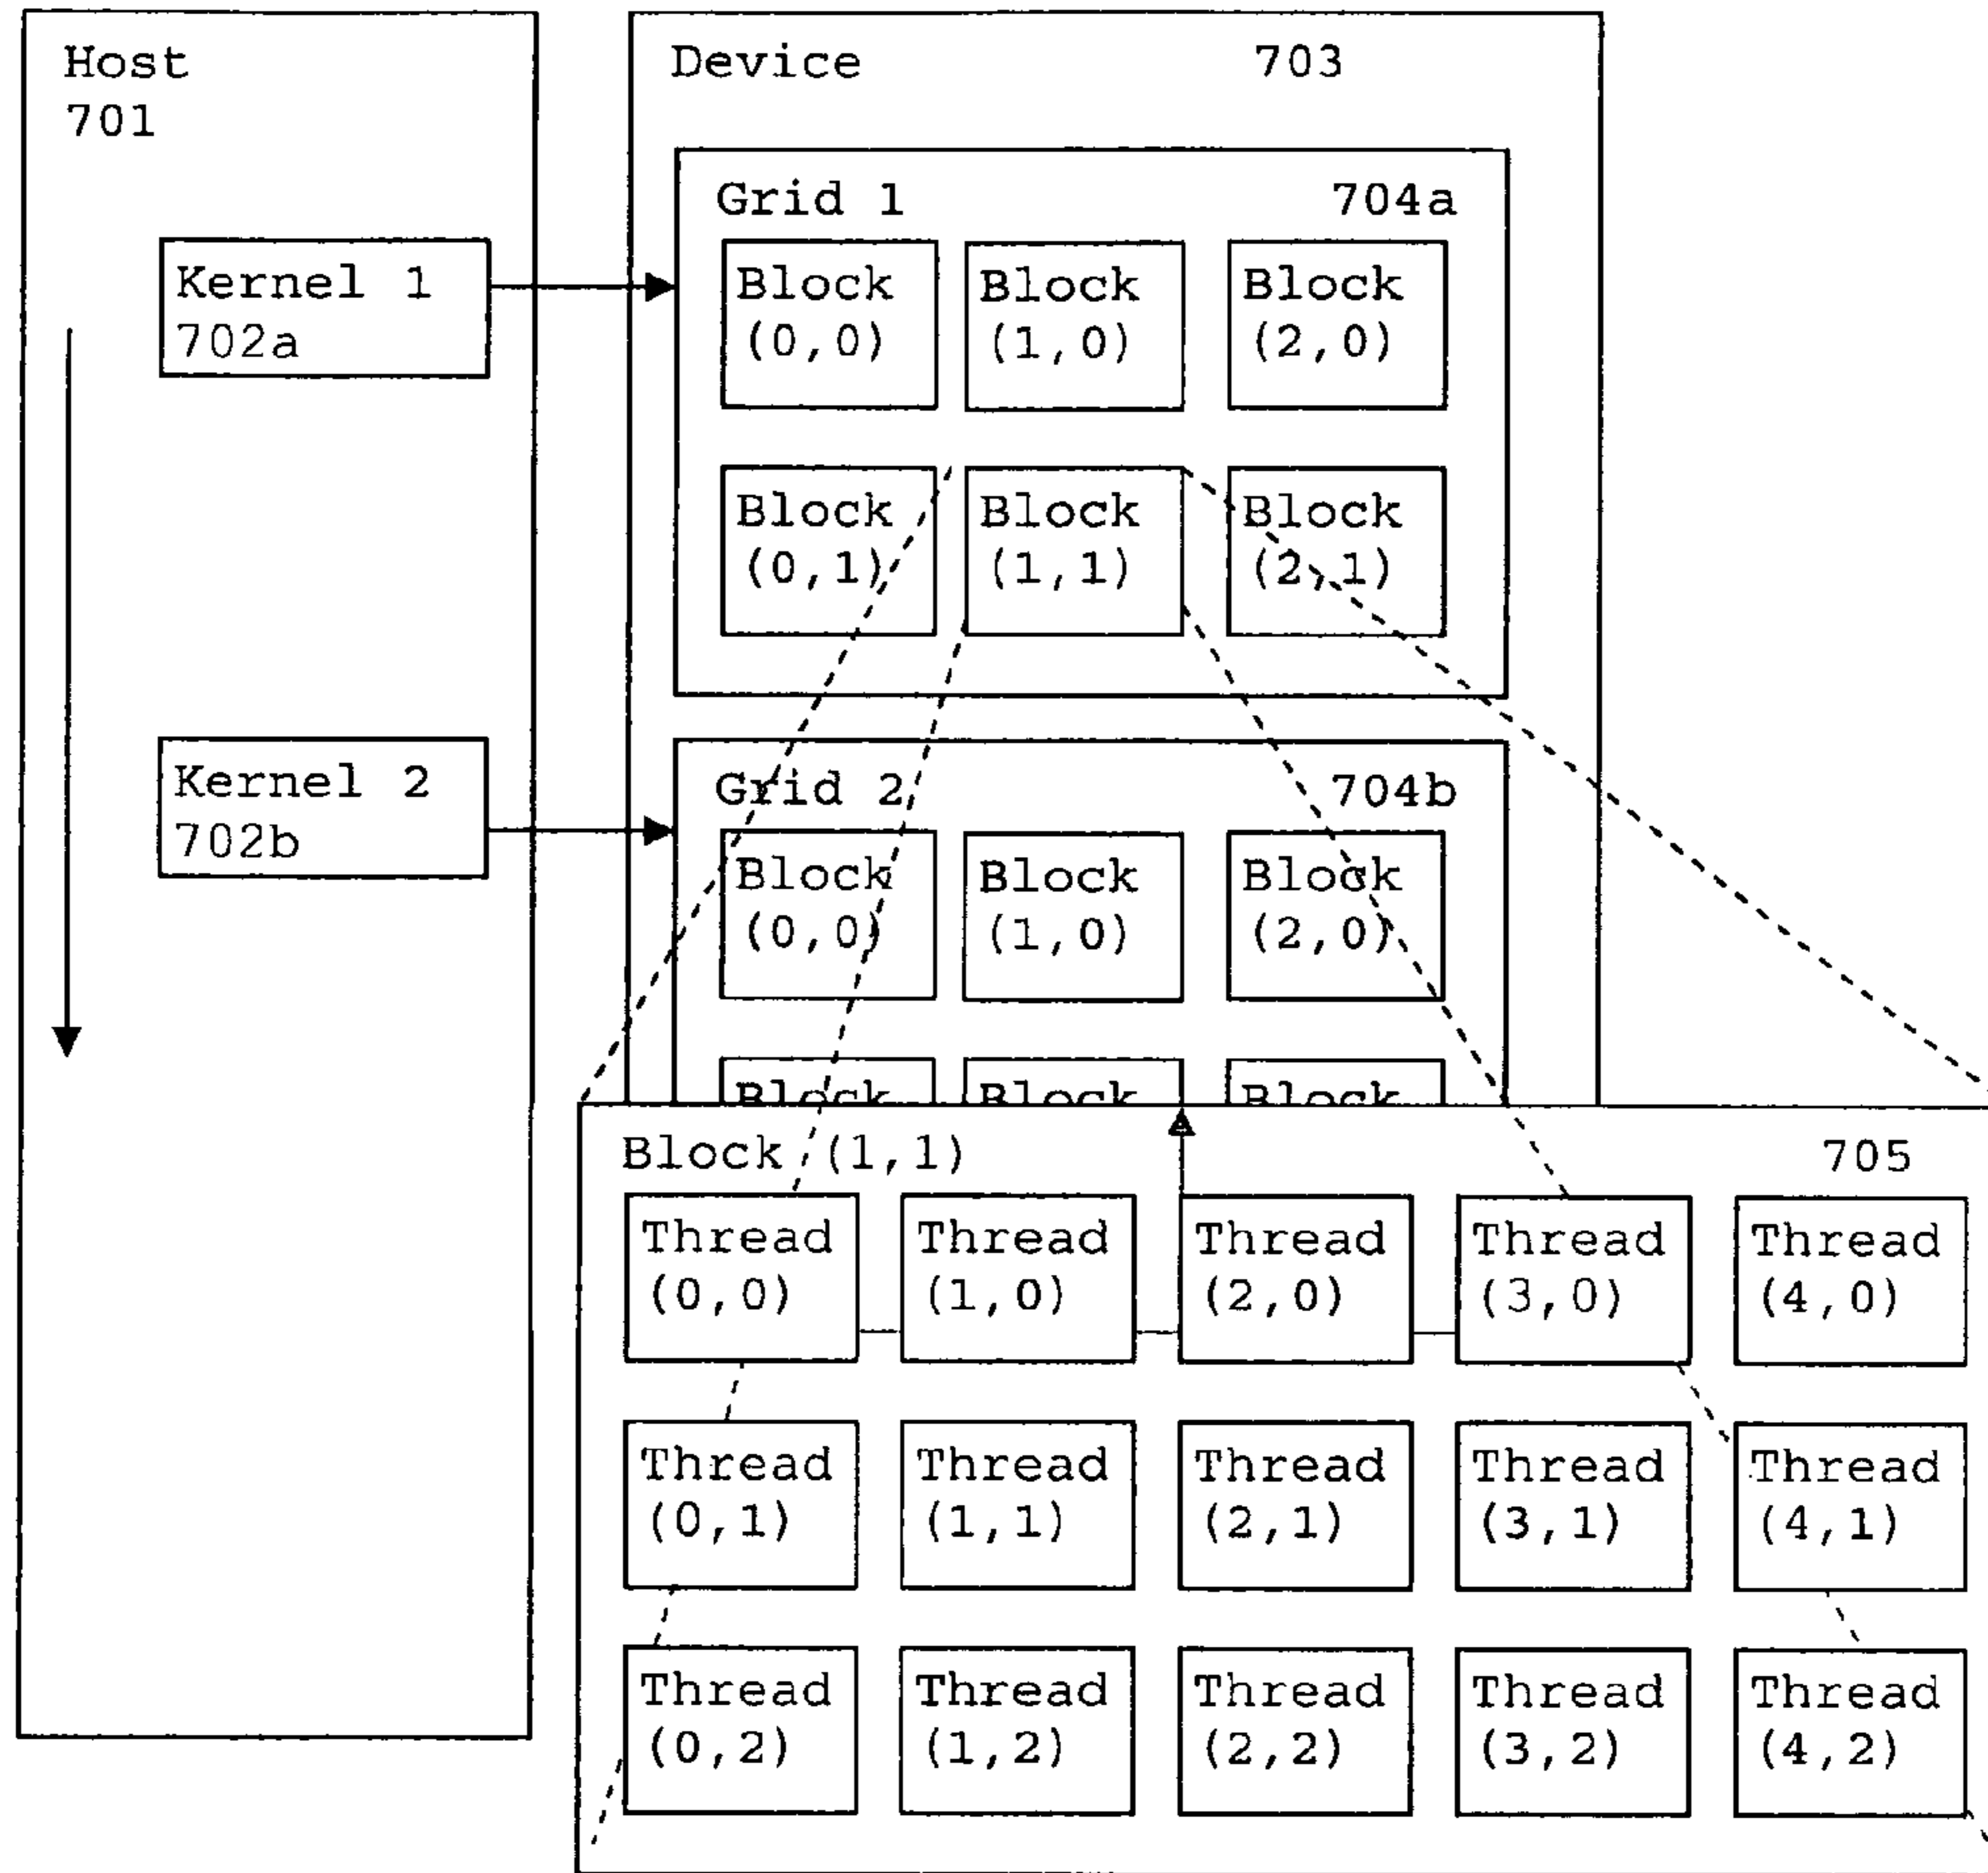 Host
701
Kernel 1
702a
Kernel 2
702b
Device 703
Grid 1 704a
Block
(0,0)
Block
(1,0)
Block
(2,0)
Block
(0,1)
Block
(1,1)
Block
(2,1)
Grid 2 704b
Block
(0,0)
Block
(1,0)
Block
(2,0)
Block
Block
Block
Block (1,1) 705
Thread
(0,0)
Thread
(1,0)
Thread
(2,0)
Thread
(3,0)
Thread
(4,0)
Thread
(0,1)
Thread
(1,1)
Thread
(2,1)
Thread
(3,1)
Thread
(4,1)
Thread
(0,2)
Thread
(1,2)
Thread
(2,2)
Thread
(3,2)
Thread
(4,2)